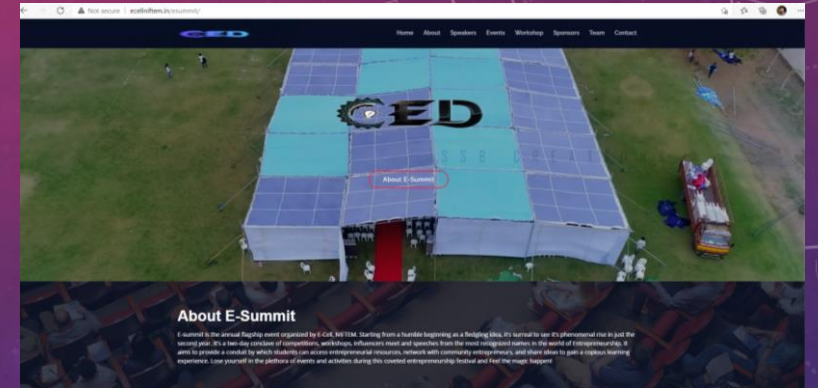 Not secure | ecellniftem.in/esummit/
CED
Home About Speakers Events Workshop Sponsors Team Contact
CED
About E-Summit
About E-Summit
E-summit is the annual flagship event organized by E-Cell, NIFTEM. Starting from a humble beginning as a fledgling idea, it's surreal to see it's phenomenal rise in just the
second year. It's a two-day conclave of competitions, workshops, influencers meet and speeches from the most recognized names in the world of Entrepreneurship. It
aims to provide a conduit by which students can access entrepreneurial resources, network with community entrepreneurs, and share ideas to gain a copious learning
experience. Lose yourself in the plethora of events and activities during this coveted entrepreneurship festival and Feel the magic happen!